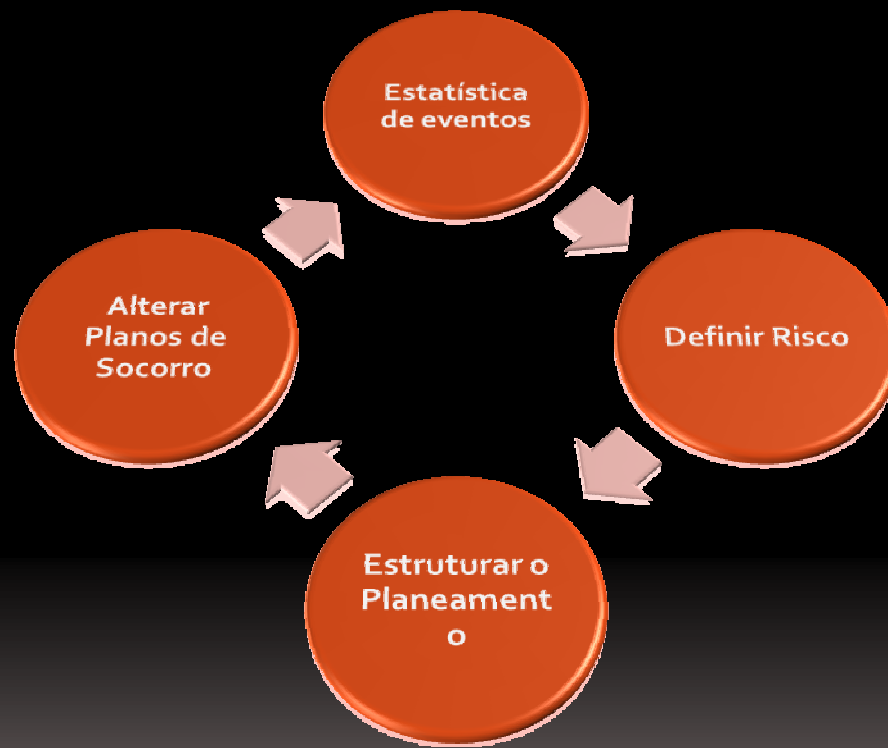 Estatística
de eventos
Definir Risco
Estruturar o
Planeament
o
Alterar
Planos de
Socorro